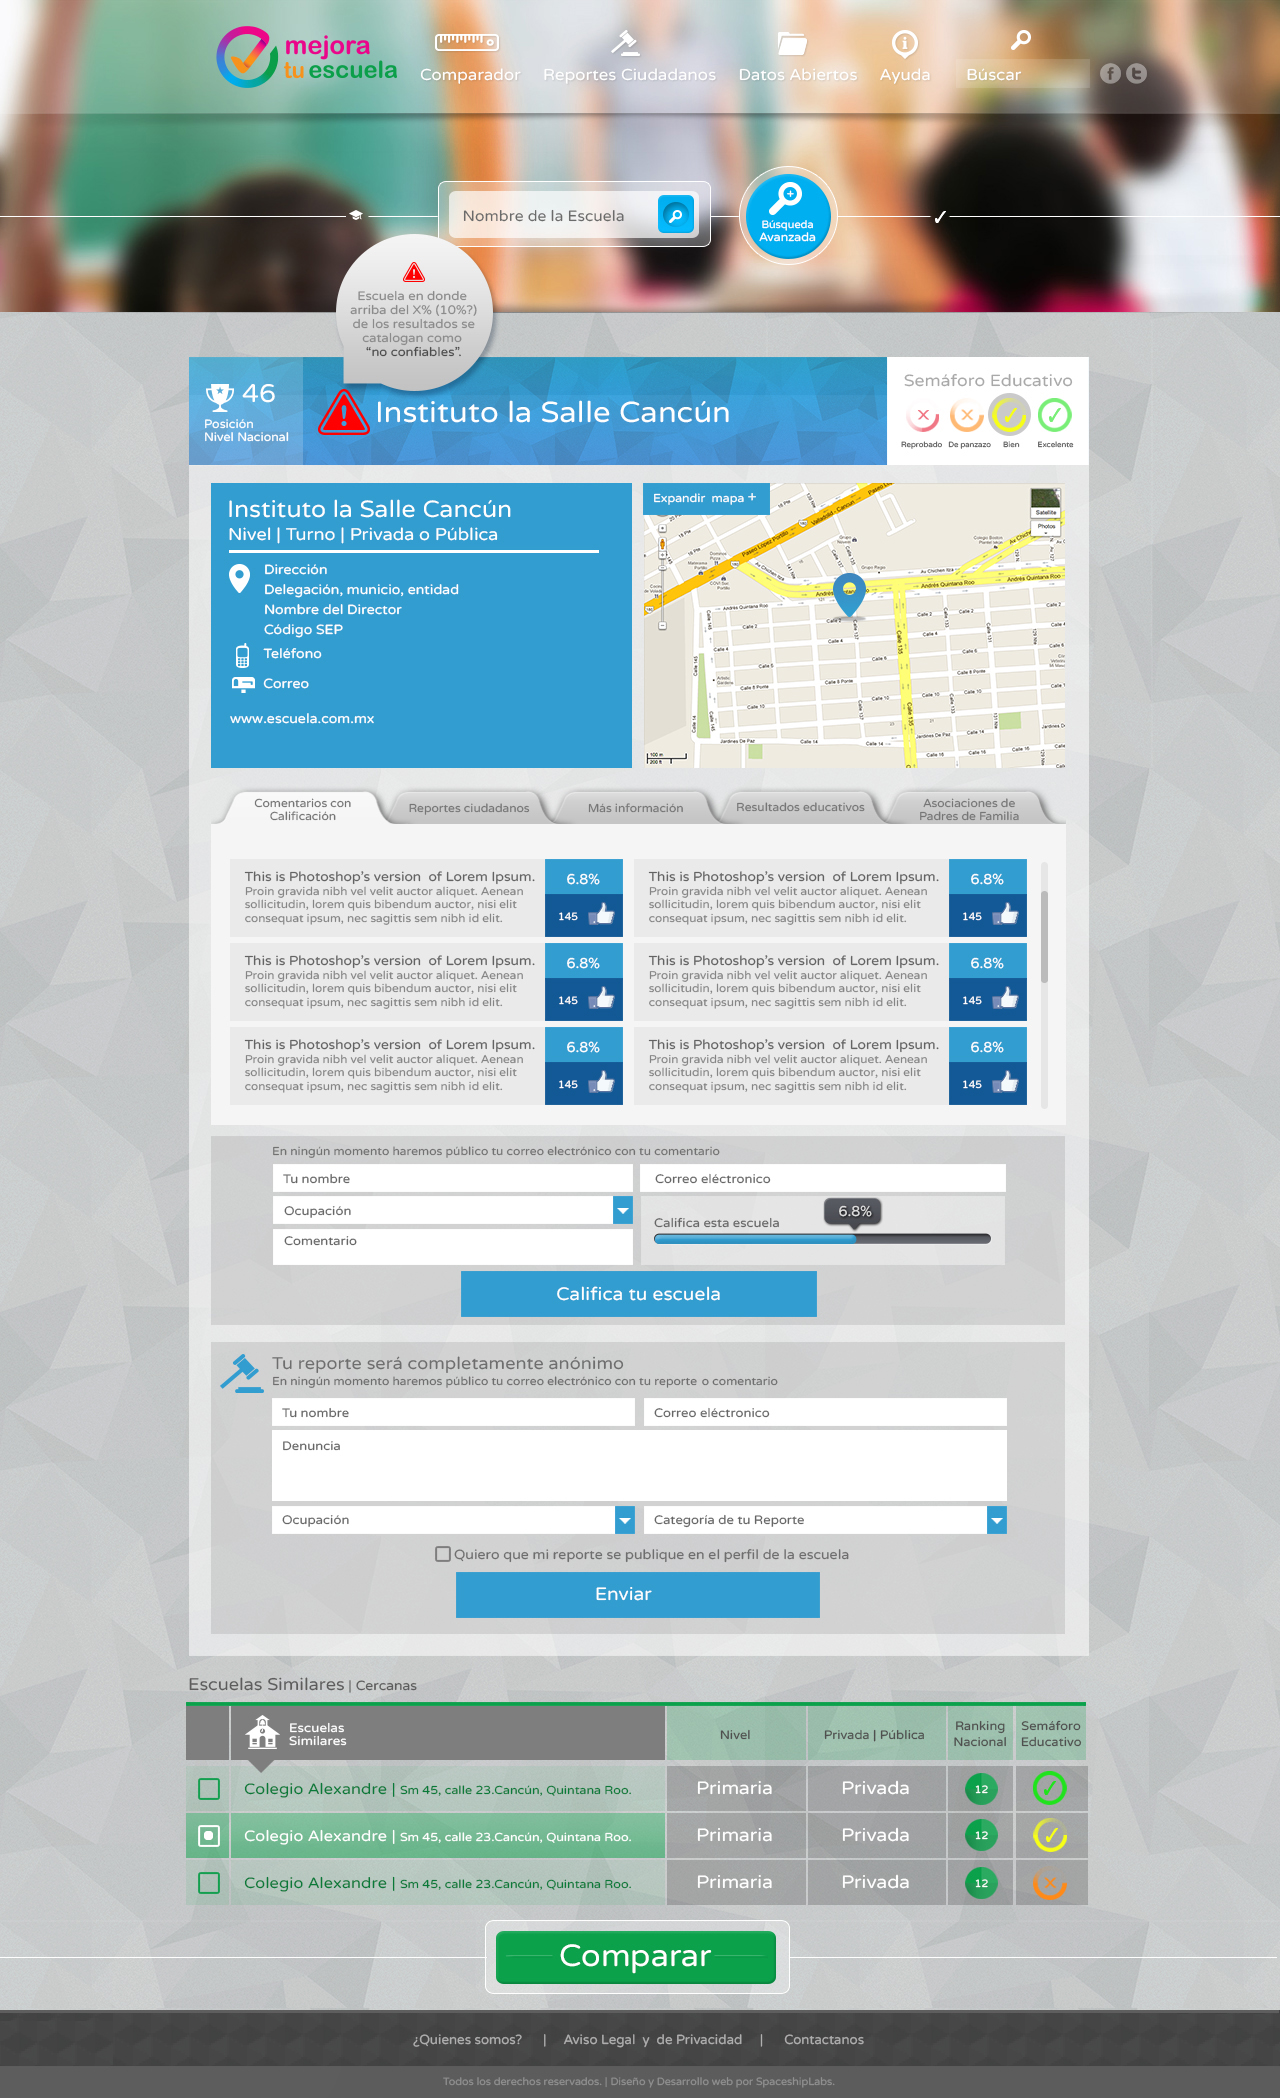 mejora
tu escuela
Comparador
Reportes Ciudadanos
Datos Abiertos
Ayuda
Búscar
Nombre de la Escuela
Búsqueda
Avanzada
Escuela en donde
arriba del X% (10%?)
de los resultados se
catalogan como
“no confiables”.
46
Posición
Nivel Nacional
Instituto la Salle Cancún
Semáforo Educativo
Reprobado
De panzazo
Bien
Excelente
Instituto la Salle Cancún
Nivel | Turno | Privada o Pública
Dirección
Delegación, municio, entidad
Nombre del Director
Código SEP
Teléfono
Correo
www.escuela.com.mx
Expandir mapa +
Satellite
Photos
Comentarios con
Calificación
Reportes ciudadanos
Más información
Resultados educativos
Asociaciones de
Padres de Família
This is Photoshop's version of Lorem Ipsum.
Proin gravida nibh vel velit auctor aliquet. Aenean
sollicitudin, lorem quis bibendum auctor, nisi elit
consequat ipsum, nec sagittis sem nibh id elit.
6.8%
145
This is Photoshop's version of Lorem Ipsum.
Proin gravida nibh vel velit auctor aliquet. Aenean
sollicitudin, lorem quis bibendum auctor, nisi elit
consequat ipsum, nec sagittis sem nibh id elit.
6.8%
145
This is Photoshop's version of Lorem Ipsum.
Proin gravida nibh vel velit auctor aliquet. Aenean
sollicitudin, lorem quis bibendum auctor, nisi elit
consequat ipsum, nec sagittis sem nibh id elit.
6.8%
145
This is Photoshop's version of Lorem Ipsum.
Proin gravida nibh vel velit auctor aliquet. Aenean
sollicitudin, lorem quis bibendum auctor, nisi elit
consequat ipsum, nec sagittis sem nibh id elit.
6.8%
145
This is Photoshop's version of Lorem Ipsum.
Proin gravida nibh vel velit auctor aliquet. Aenean
sollicitudin, lorem quis bibendum auctor, nisi elit
consequat ipsum, nec sagittis sem nibh id elit.
6.8%
145
This is Photoshop's version of Lorem Ipsum.
Proin gravida nibh vel velit auctor aliquet. Aenean
sollicitudin, lorem quis bibendum auctor, nisi elit
consequat ipsum, nec sagittis sem nibh id elit.
6.8%
145
En ningún momento haremos público tu correo electrónico con tu comentario
Tu nombre
Correo eléctronico
Ocupación
Califica esta escuela
6.8%
Comentario
Califica tu escuela
Tu reporte será completamente anónimo
En ningún momento haremos público tu correo electrónico con tu reporte o comentario
Tu nombre
Correo eléctronico
Denuncia
Ocupación
Categoría de tu Reporte
Quiero que mi reporte se publique en el perfil de la escuela
Enviar
Escuelas Similares | Cercanas
Escuelas
Similares
Nivel
Privada | Pública
Ranking
Nacional
Semáforo
Educativo
Colegio Alexandre | Sm 45, calle 23.Cancún, Quintana Roo.
Primaria
Privada
12
Colegio Alexandre | Sm 45, calle 23.Cancún, Quintana Roo.
Primaria
Privada
12
Colegio Alexandre | Sm 45, calle 23.Cancún, Quintana Roo.
Primaria
Privada
12
Comparar
¿Quienes somos? | Aviso Legal y de Privacidad | Contactanos
Todos los derechos reservados. | Diseño y Desarrollo web por SpaceshipLabs.